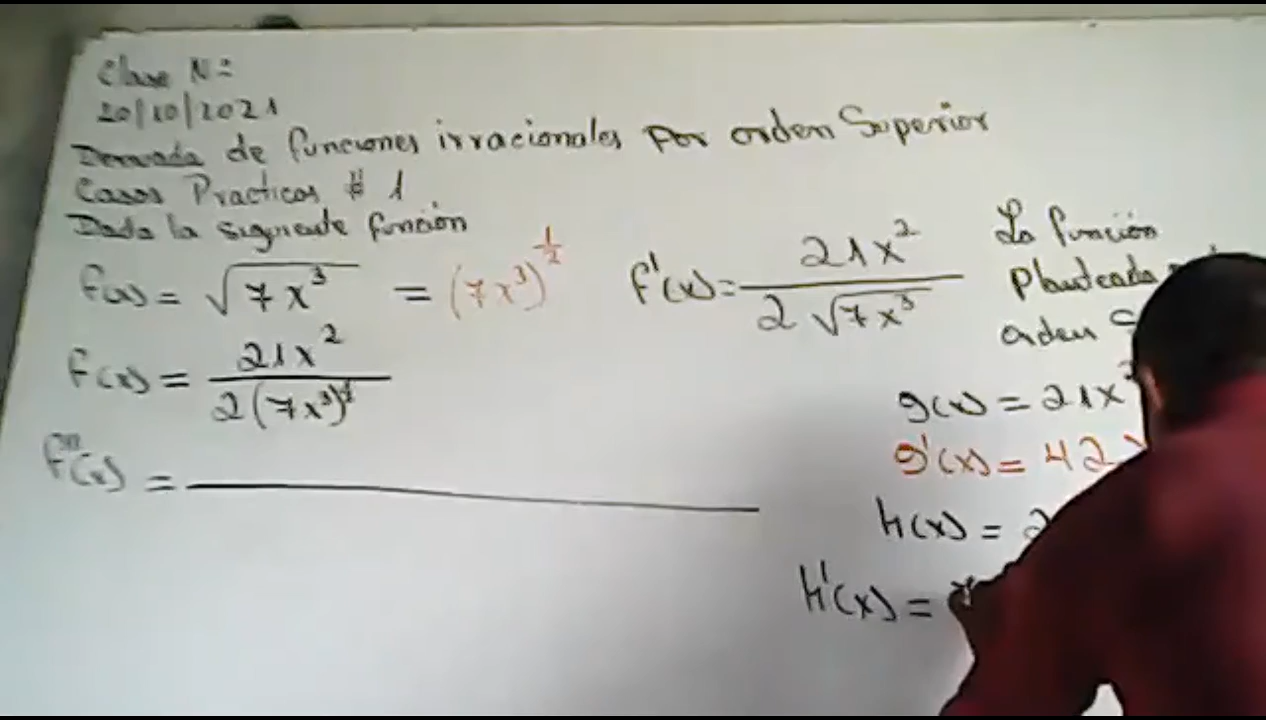 Clase N:
20/10/2021
Derivada de funciones irracionales Por orden Superior
Casos Practicos # 1
Dada la siguiente función
f(x) = √7x³ = (7x³)^1/2
f(x) = 21x² / 2(7x³)
f'''(x) =
f'(x) = 21x² / 2√7x³
La función
Planteada
orden
g(x) = 21x
g'(x) = 42
h(x) = 2
h'(x) =